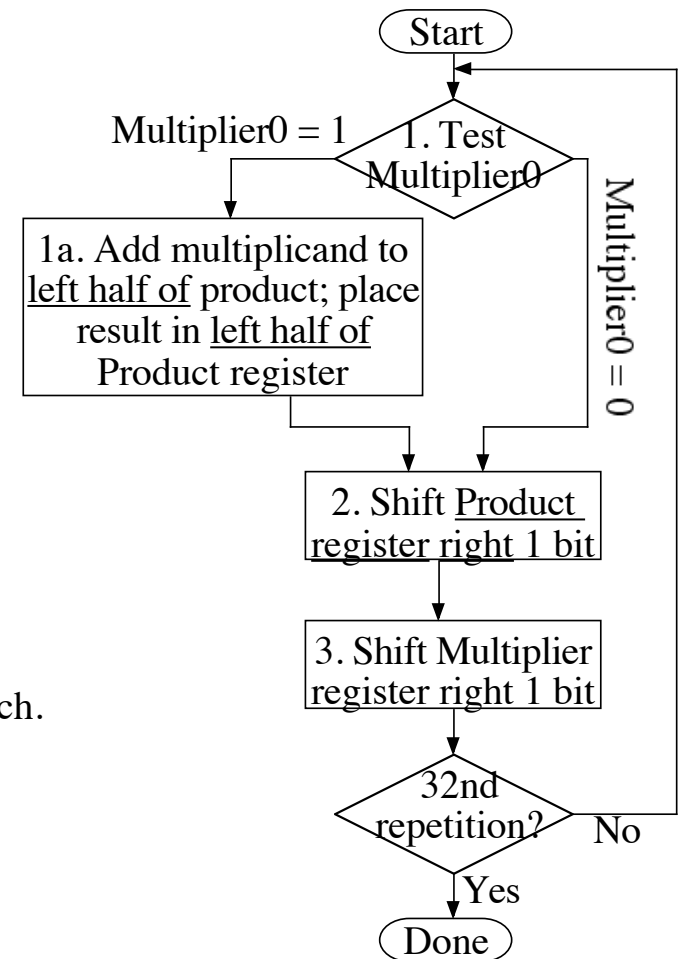 Start
Multiplier0 = 1
1. Test
Multiplier0
Multiplier0 = 0
1a. Add multiplicand to
left half of product; place
result in left half of
Product register
2. Shift Product
register right 1 bit
3. Shift Multiplier
register right 1 bit
ch.
32nd
repetition?
No
Yes
Done